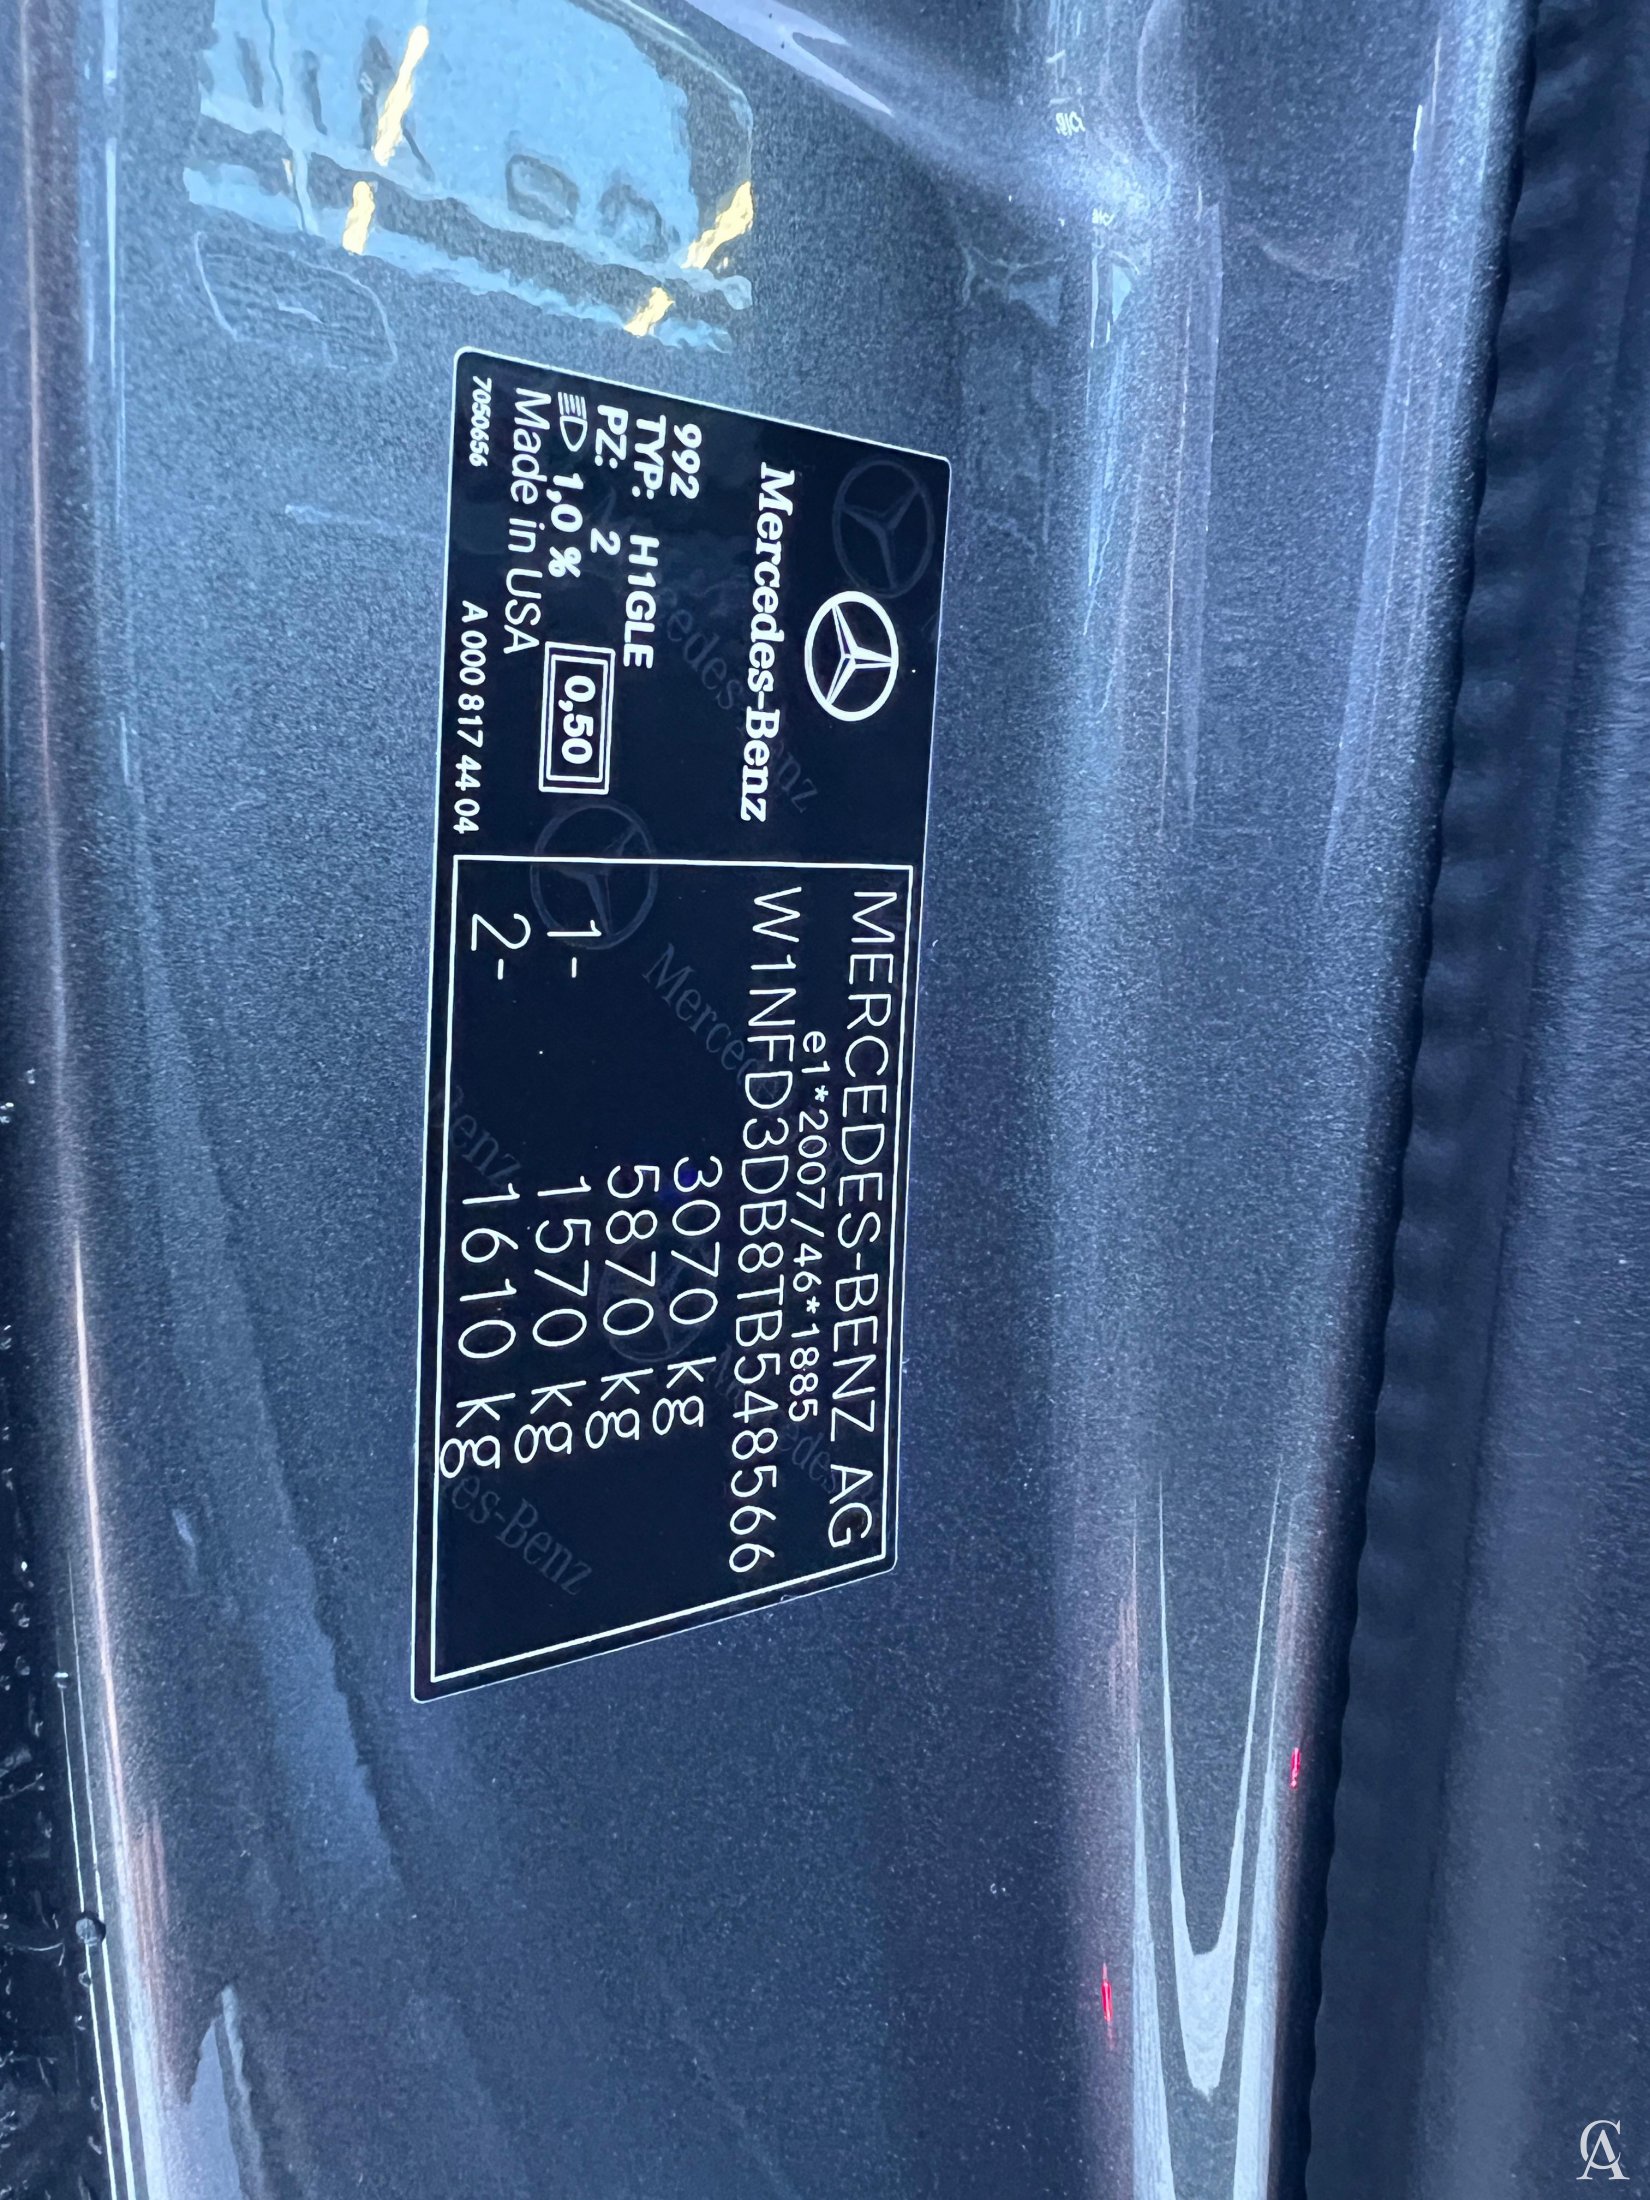 Mercedes-Benz
992
TYP: H1GLE
PZ: 2
1,0 %
0,50
Made in USA
7050656
A 000 817 44 04
MERCEDES-BENZ AG
e1*2007/46*1885
W1NFD3DB8TB548566
3070 kg
5870 kg
1- 1570 kg
2- 1610 kg